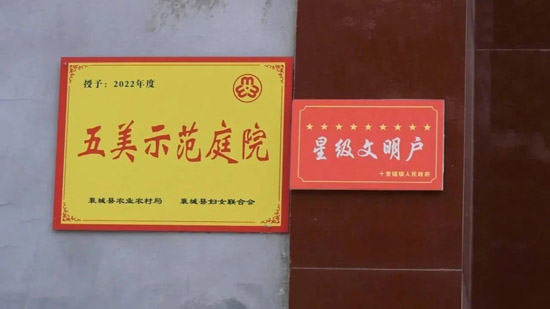 授予：2022年度
五美示范庭院
襄城县农业农村局 襄城县妇女联合会
星级文明户
十里铺镇人民政府